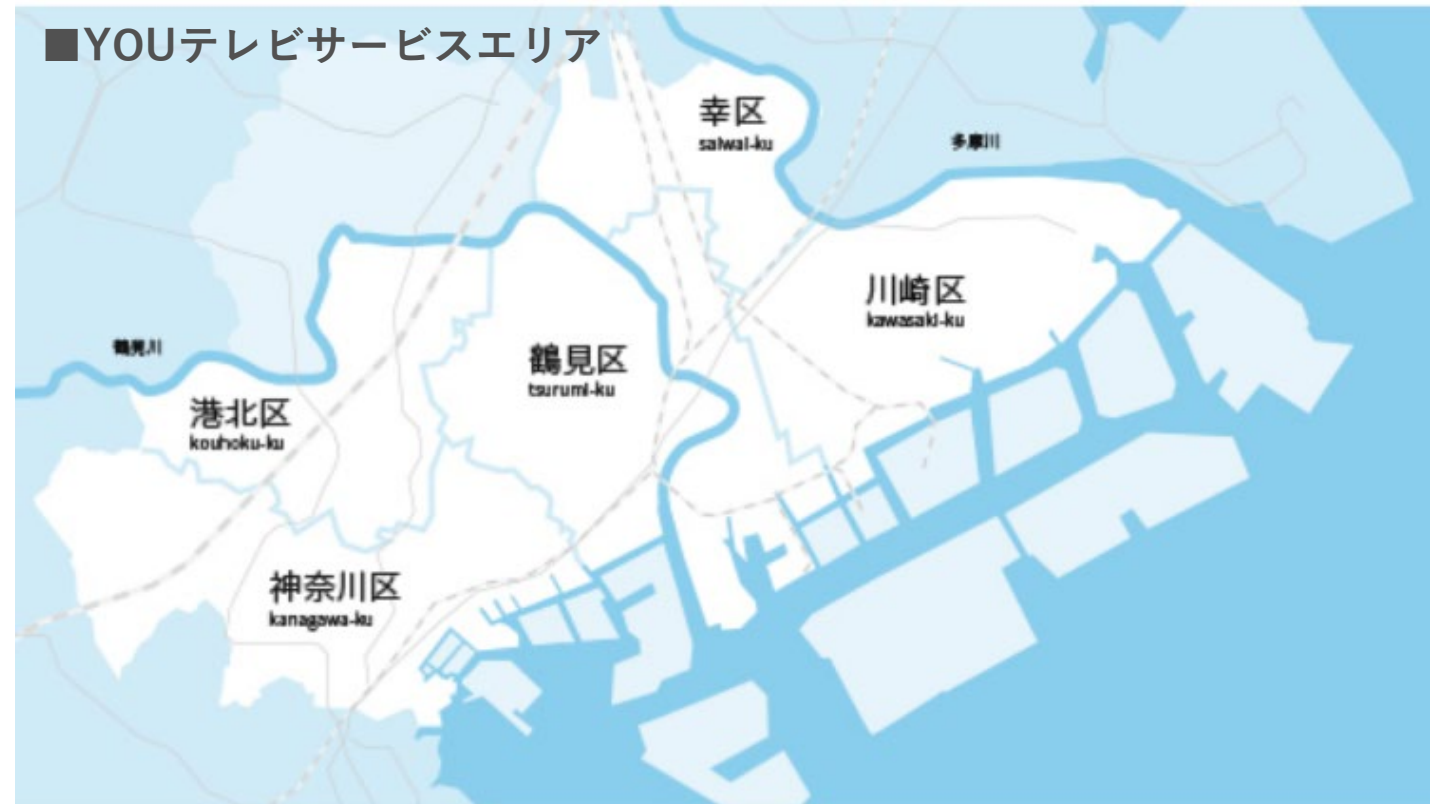 ■YOUテレビサービスエリア
幸区
saiwai-ku
多摩川
川崎区
kawasaki-ku
鶴見川
鶴見区
tsurumi-ku
港北区
kouhoku-ku
神奈川区
kanagawa-ku